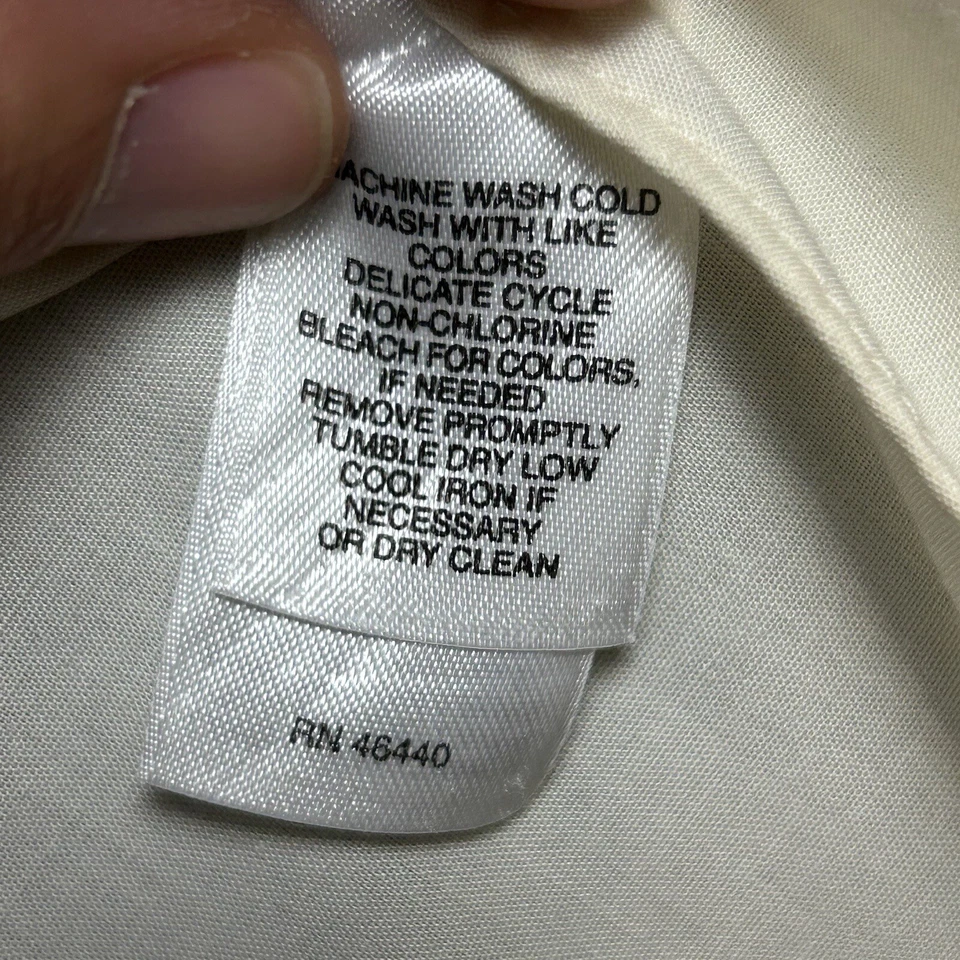 MACHINE WASH COLD
WASH WITH LIKE
COLORS
DELICATE CYCLE
NON-CHLORINE
BLEACH FOR COLORS,
IF NEEDED
REMOVE PROMPTLY
TUMBLE DRY LOW
COOL IRON IF
NECESSARY
OR DRY CLEAN
RN 46440